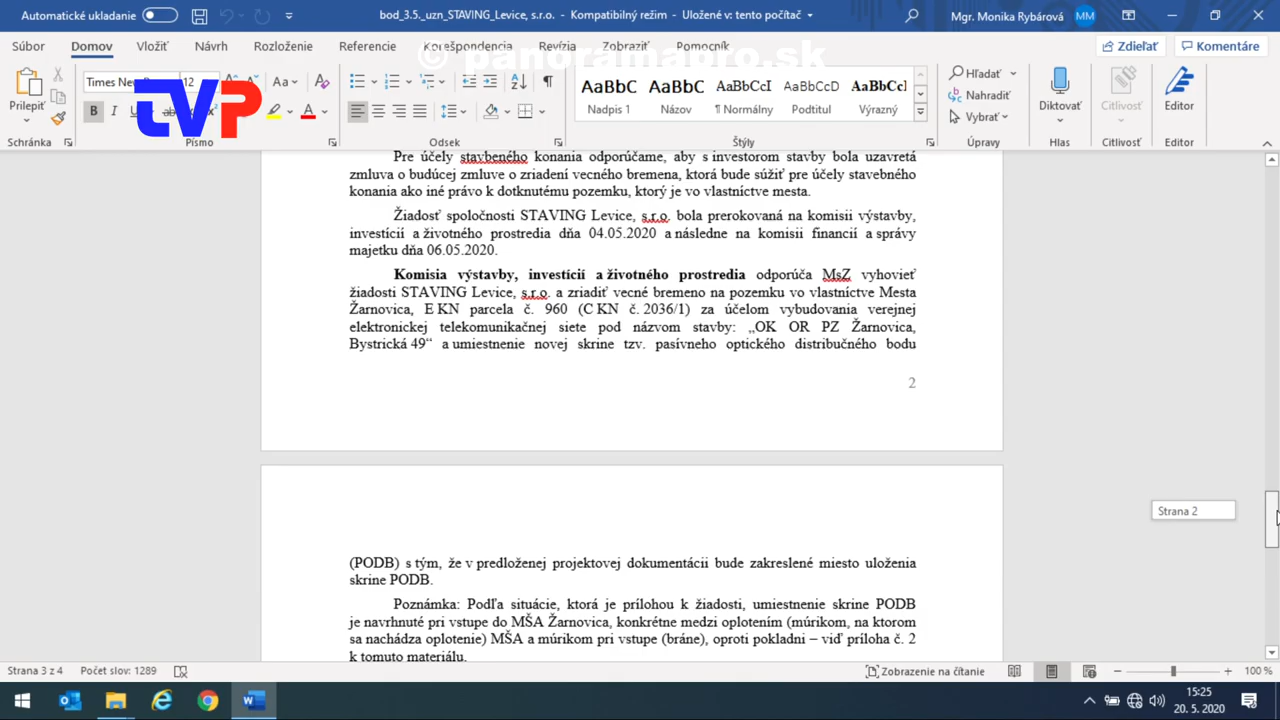 Automatické ukladanie
bod_3.5._uzn_STAVING_Levice, s.r.o. - Kompatibilný režim - Uložené v: tento počítač
Mgr. Monika Rybárová MM
Súbor Domov Vložiť Návrh Rozloženie Referencie Korešpondencia Revízia Zobraziť Pomocník Zdieľať Komentáre
© panoramapro.sk
Prilepiť
Times New 12
TVP
Aa
AaBbC AaBbC AaBbCcI AaBbCcD AaBbCcI
Nadpis 1 Názov ¶ Normálny Podtitul Výrazný
Hľadať
Nahradiť
Vybrať
Diktovať
Citlivosť
Editor
Schránka Písmo Odsek Štýly Úpravy Hlas Citlivosť Editor
Pre účely stavbeného konania odporúčame, aby s investorom stavby bola uzavretá
zmluva o budúcej zmluve o zriadení vecného bremena, ktorá bude súžiť pre účely stavebného
konania ako iné právo k dotknutému pozemku, ktorý je vo vlastníctve mesta.
Žiadosť spoločnosti STAVING Levice, s.r.o. bola prerokovaná na komisii výstavby,
investícií a životného prostredia dňa 04.05.2020 a následne na komisii financií a správy
majetku dňa 06.05.2020.
Komisia výstavby, investícií a životného prostredia odporúča MsZ vyhovieť
žiadosti STAVING Levice, s.r.o. a zriadiť vecné bremeno na pozemku vo vlastníctve Mesta
Žarnovica, E KN parcela č. 960 (C KN č. 2036/1) za účelom vybudovania verejnej
elektronickej telekomunikačnej siete pod názvom stavby: „OK OR PZ Žarnovica,
Bystrická 49“ a umiestnenie novej skrine tzv. pasívneho optického distribučného bodu
2
Strana 2
(PODB) s tým, že v predloženej projektovej dokumentácii bude zakreslené miesto uloženia
skrine PODB.
Poznámka: Podľa situácie, ktorá je prílohou k žiadosti, umiestnenie skrine PODB
je navrhnuté pri vstupe do MŠA Žarnovica, konkrétne medzi oplotením (múrikom, na ktorom
sa nachádza oplotenie) MŠA a múrikom pri vstupe (bráne), oproti pokladni – viď príloha č. 2
k tomuto materiálu.
Strana 3 z 4 Počet slov: 1289 Zobrazenie na čítanie 100 %
15:25
20. 5. 2020